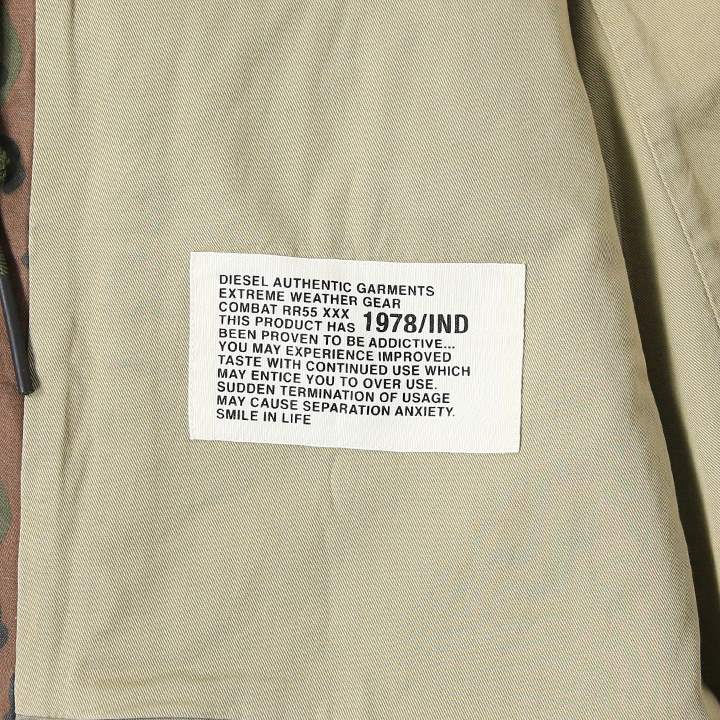 DIESEL AUTHENTIC GARMENTS
EXTREME WEATHER GEAR
COMBAT RR55 XXX
THIS PRODUCT HAS 1978/IND
BEEN PROVEN TO BE ADDICTIVE...
YOU MAY EXPERIENCE IMPROVED
TASTE WITH CONTINUED USE WHICH
MAY ENTICE YOU TO OVER USE.
SUDDEN TERMINATION OF USAGE
MAY CAUSE SEPARATION ANXIETY.
SMILE IN LIFE